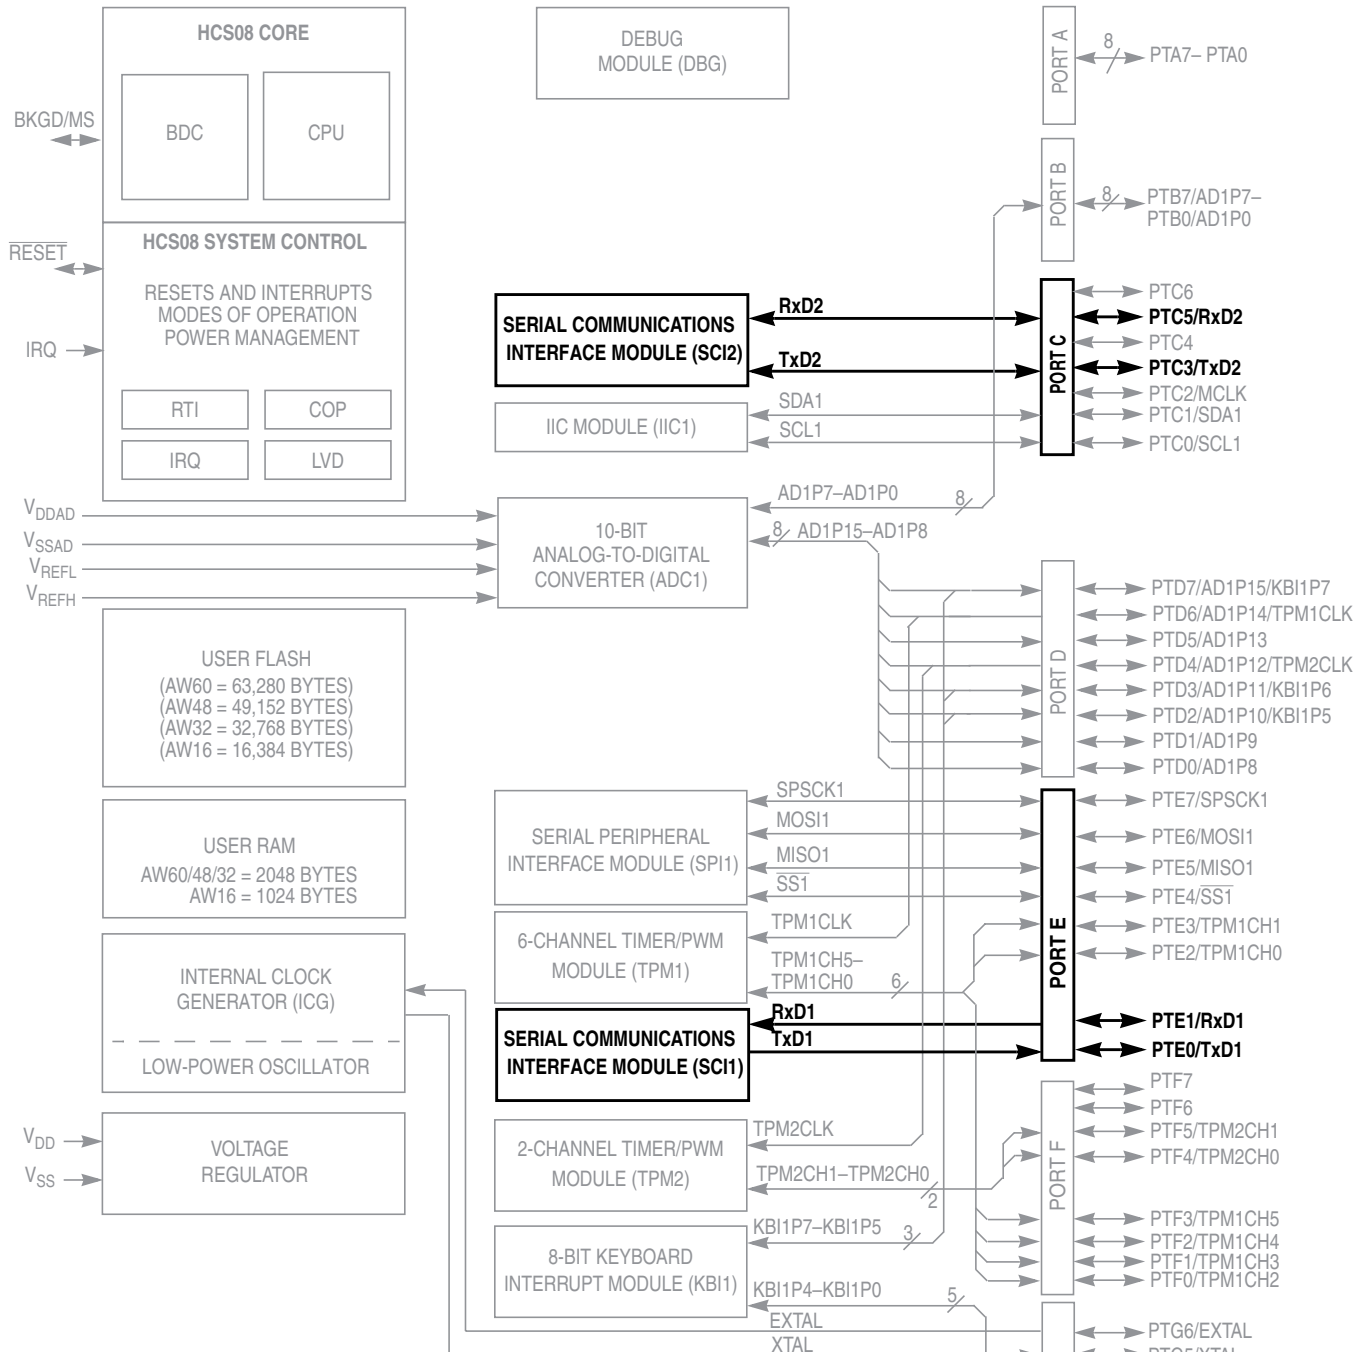 HCS08 CORE
BDC
CPU
BKGD/MS
HCS08 SYSTEM CONTROL
RESET
RESETS AND INTERRUPTS
MODES OF OPERATION
POWER MANAGEMENT
IRQ
RTI
COP
IRQ
LVD
VDDAD
VSSAD
VREFL
VREFH
USER FLASH
(AW60 = 63,280 BYTES)
(AW48 = 49,152 BYTES)
(AW32 = 32,768 BYTES)
(AW16 = 16,384 BYTES)
USER RAM
AW60/48/32 = 2048 BYTES
AW16 = 1024 BYTES
INTERNAL CLOCK
GENERATOR (ICG)
LOW-POWER OSCILLATOR
VDD
VSS
VOLTAGE
REGULATOR
DEBUG
MODULE (DBG)
SERIAL COMMUNICATIONS
INTERFACE MODULE (SCI2)
RxD2
TxD2
IIC MODULE (IIC1)
SDA1
SCL1
10-BIT
ANALOG-TO-DIGITAL
CONVERTER (ADC1)
AD1P7–AD1P0
8
8
AD1P15–AD1P8
SERIAL PERIPHERAL
INTERFACE MODULE (SPI1)
SPSCK1
MOSI1
MISO1
SS1
6-CHANNEL TIMER/PWM
MODULE (TPM1)
TPM1CLK
TPM1CH5–
TPM1CH0
6
SERIAL COMMUNICATIONS
INTERFACE MODULE (SCI1)
RxD1
TxD1
2-CHANNEL TIMER/PWM
MODULE (TPM2)
TPM2CLK
TPM2CH1–TPM2CH0
2
8-BIT KEYBOARD
INTERRUPT MODULE (KBI1)
KBI1P7–KBI1P5
3
KBI1P4–KBI1P0
5
EXTAL
XTAL
PORT A
8
PTA7– PTA0
PORT B
8
PTB7/AD1P7–
PTB0/AD1P0
PORT C
PTC6
PTC5/RxD2
PTC4
PTC3/TxD2
PTC2/MCLK
PTC1/SDA1
PTC0/SCL1
PORT D
PTD7/AD1P15/KBI1P7
PTD6/AD1P14/TPM1CLK
PTD5/AD1P13
PTD4/AD1P12/TPM2CLK
PTD3/AD1P11/KBI1P6
PTD2/AD1P10/KBI1P5
PTD1/AD1P9
PTD0/AD1P8
PORT E
PTE7/SPSCK1
PTE6/MOSI1
PTE5/MISO1
PTE4/SS1
PTE3/TPM1CH1
PTE2/TPM1CH0
PTE1/RxD1
PTE0/TxD1
PORT F
PTF7
PTF6
PTF5/TPM2CH1
PTF4/TPM2CH0
PTF3/TPM1CH5
PTF2/TPM1CH4
PTF1/TPM1CH3
PTF0/TPM1CH2
PTG6/EXTAL